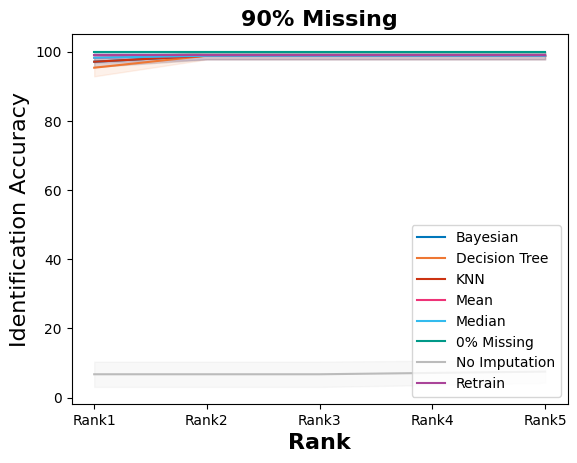 90% Missing
Identification Accuracy
100
80
60
40
20
0
Bayesian
Decision Tree
KNN
Mean
Median
0% Missing
No Imputation
Retrain
Rank1 Rank2 Rank3 Rank4 Rank5
Rank